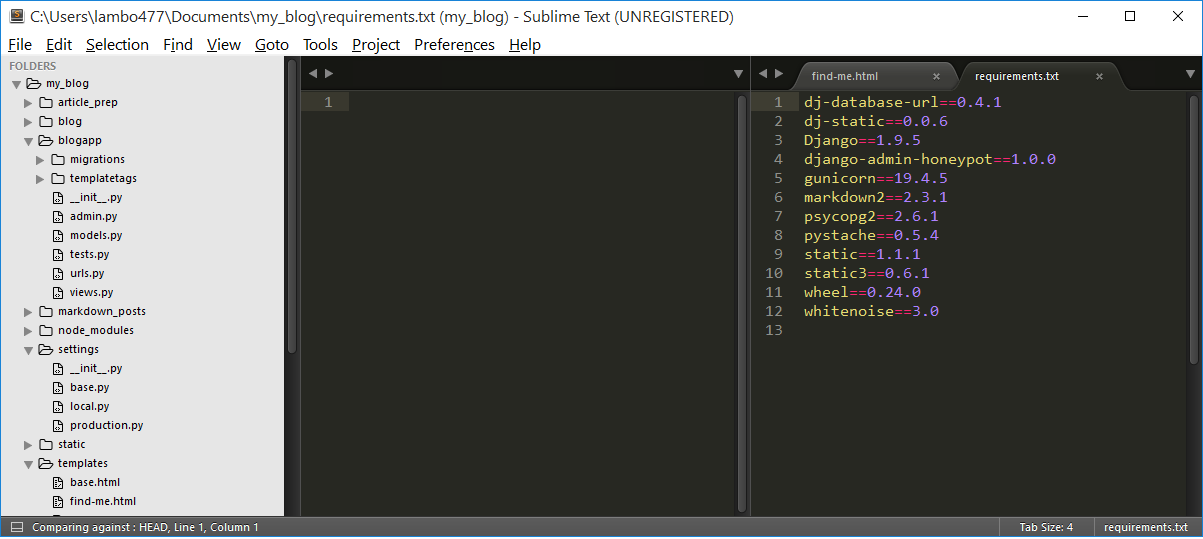 C:\Users\lambo477\Documents\my_blog\requirements.txt (my_blog) - Sublime Text (UNREGISTERED)
File Edit Selection Find View Goto Tools Project Preferences Help
FOLDERS
my_blog
article_prep
blog
blogapp
migrations
templatetags
__init__.py
admin.py
models.py
tests.py
urls.py
views.py
markdown_posts
node_modules
settings
__init__.py
base.py
local.py
production.py
static
templates
base.html
find-me.html
1
find-me.html × requirements.txt ×
1 dj-database-url==0.4.1
2 dj-static==0.0.6
3 Django==1.9.5
4 django-admin-honeypot==1.0.0
5 gunicorn==19.4.5
6 markdown2==2.3.1
7 psycopg2==2.6.1
8 pystache==0.5.4
9 static==1.1.1
10 static3==0.6.1
11 wheel==0.24.0
12 whitenoise==3.0
13
Comparing against : HEAD, Line 1, Column 1 Tab Size: 4 requirements.txt